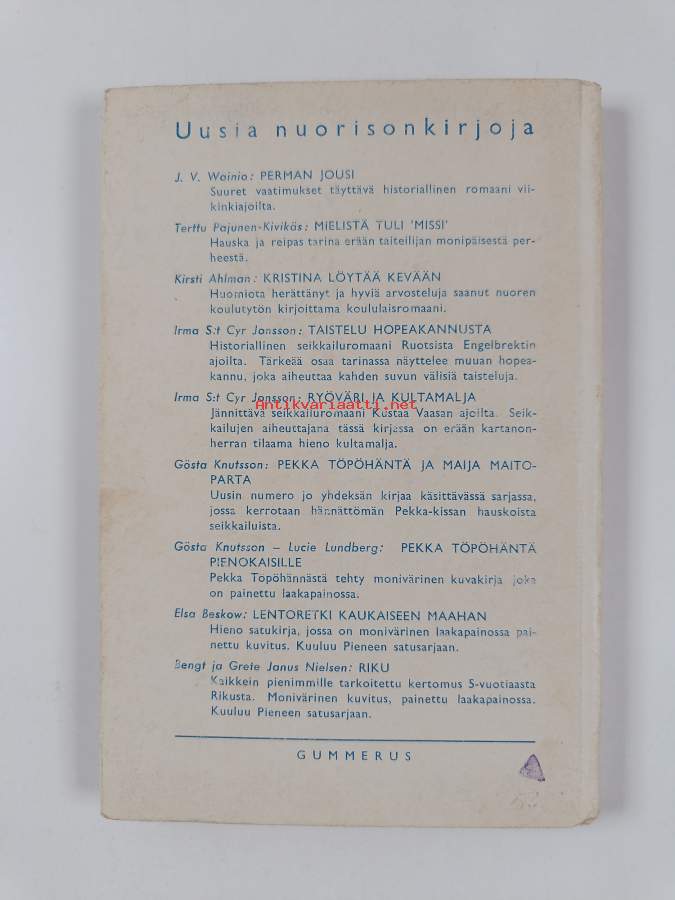 Uusia nuorisonkirjoja
J. V. Wainio: PERMAN JOUSI
Suuret vaatimukset täyttävä historiallinen romaani vii-
kinkiajoilta.
Terttu Pajunen-Kivikäs: MIELISTÄ TULI 'MISSI'
Hauska ja reipas tarina erään taiteilijan monipäisestä per-
heestä.
Kirsti Ahlman: KRISTINA LÖYTÄÄ KEVÄÄN
Huomiota herättänyt ja hyviä arvosteluja saanut nuoren
koulutytön kirjoittama koululaisromaani.
Irma S:t Cyr Jonsson: TAISTELU HOPEAKANNUSTA
Historiallinen seikkailuromaani Ruotsista Engelbrektin
ajoilta. Tärkeää osaa tarinassa näyttelee muuan hopea-
kannu, joka aiheuttaa kahden suvun välisiä taisteluja.
Irma S:t Cyr Jonsson: RYÖVÄRI JA KULTAMALJA
Antikvariaatti.net
Jännittävä seikkailuromaani Kustaa Vaasan ajoilta. Seik-
kailujen aiheuttajana tässä kirjassa on erään kartanon-
herran tilaama hieno kultamalja.
Gösta Knutsson: PEKKA TÖPÖHÄNTÄ JA MAIJA MAITO-
PARTA
Uusin numero jo yhdeksän kirjaa käsittävässä sarjassa,
jossa kerrotaan hännättömän Pekka-kissan hauskoista
seikkailuista.
Gösta Knutsson – Lucie Lundberg: PEKKA TÖPÖHÄNTÄ
PIENOKAISILLE
Pekka Topöhännästä tehty monivärinen kuvakirja joka
on painettu laakapainossa.
Elsa Beskow: LENTORETKI KAUKAISEEN MAAHAN
Hieno satukirja, jossa on monivärinen laakapainossa pai-
nettu kuvitus. Kuuluu Pieneen satusarjaan.
Bengt ja Grete Janus Nielsen: RIKU
Kaikkein pienimmille tarkoitettu kertomus 5-vuotiaasta
Rikusta. Monivärinen kuvitus, painettu laakapainossa.
Kuuluu Pieneen satusarjaan.
GUMMERUS